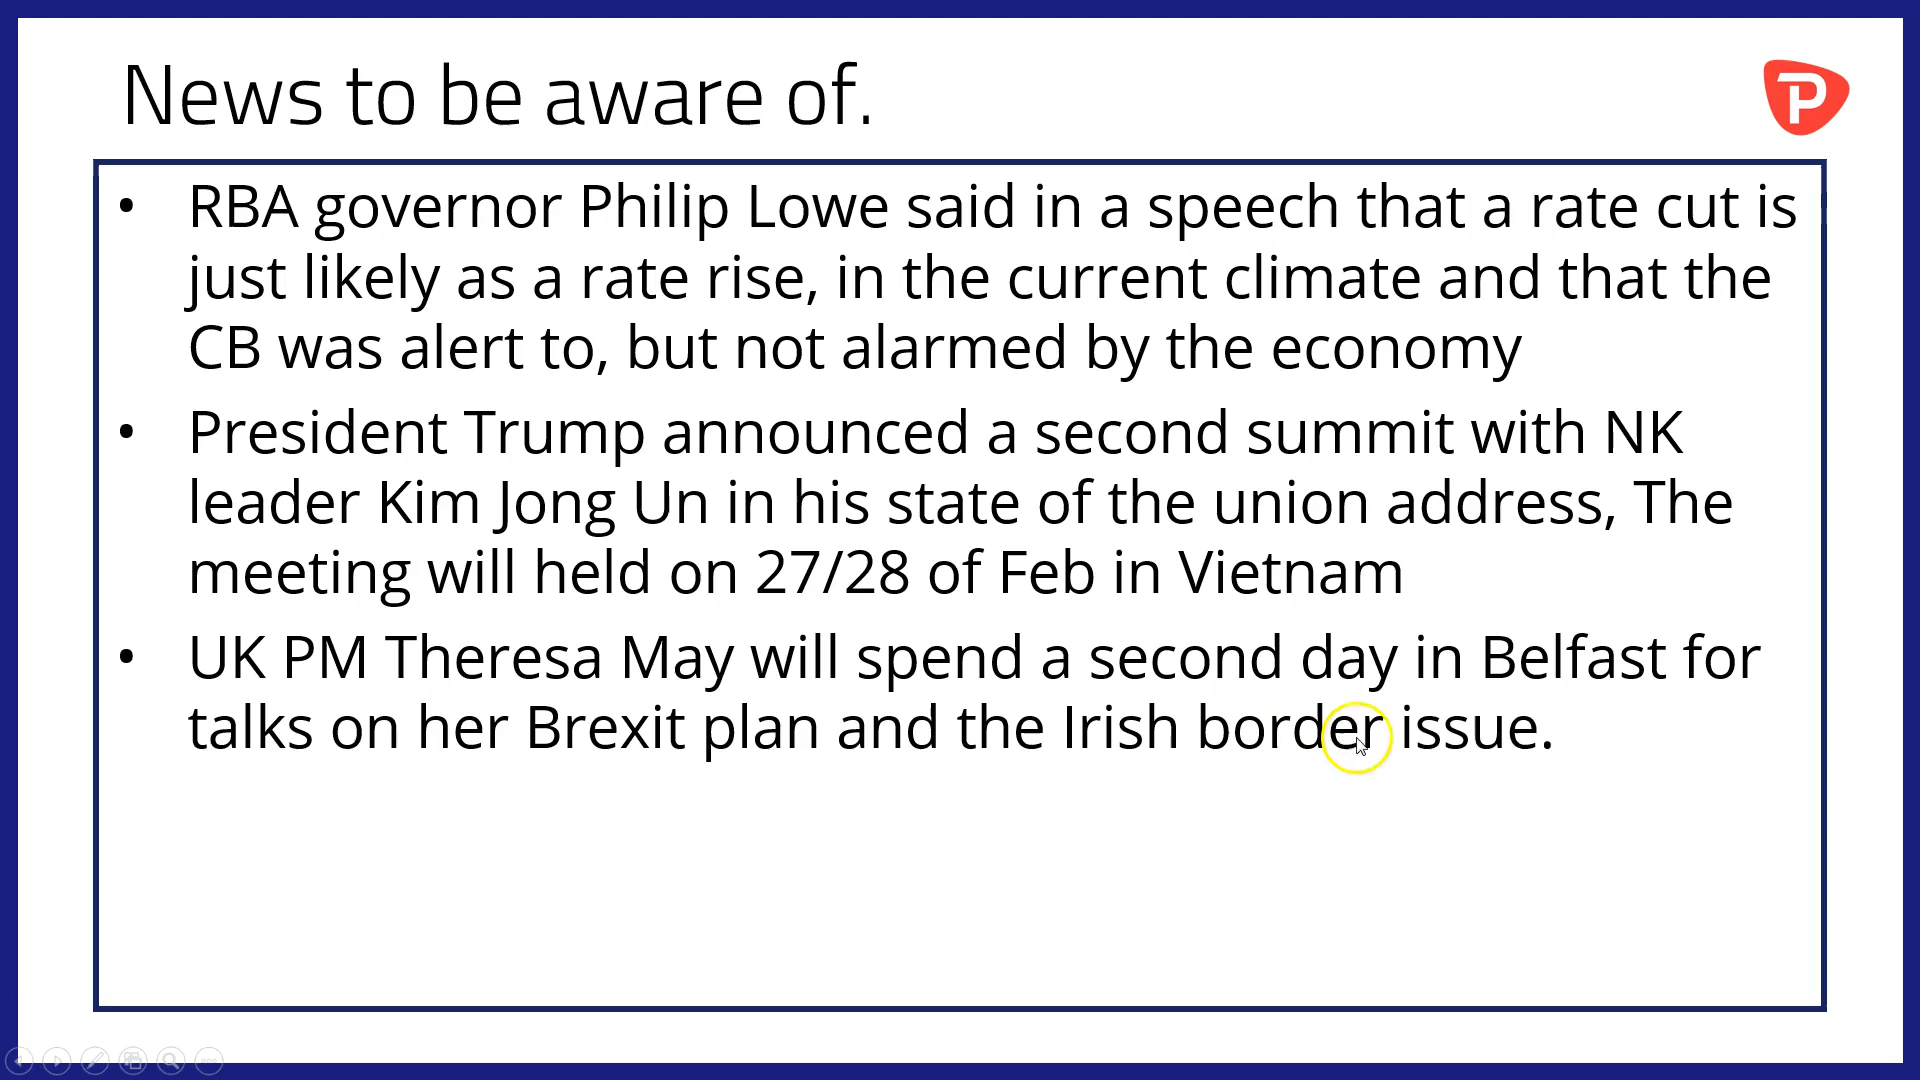 News to be aware of.
P
• RBA governor Philip Lowe said in a speech that a rate cut is
just likely as a rate rise, in the current climate and that the
CB was alert to, but not alarmed by the economy
• President Trump announced a second summit with NK
leader Kim Jong Un in his state of the union address, The
meeting will held on 27/28 of Feb in Vietnam
• UK PM Theresa May will spend a second day in Belfast for
talks on her Brexit plan and the Irish border issue.